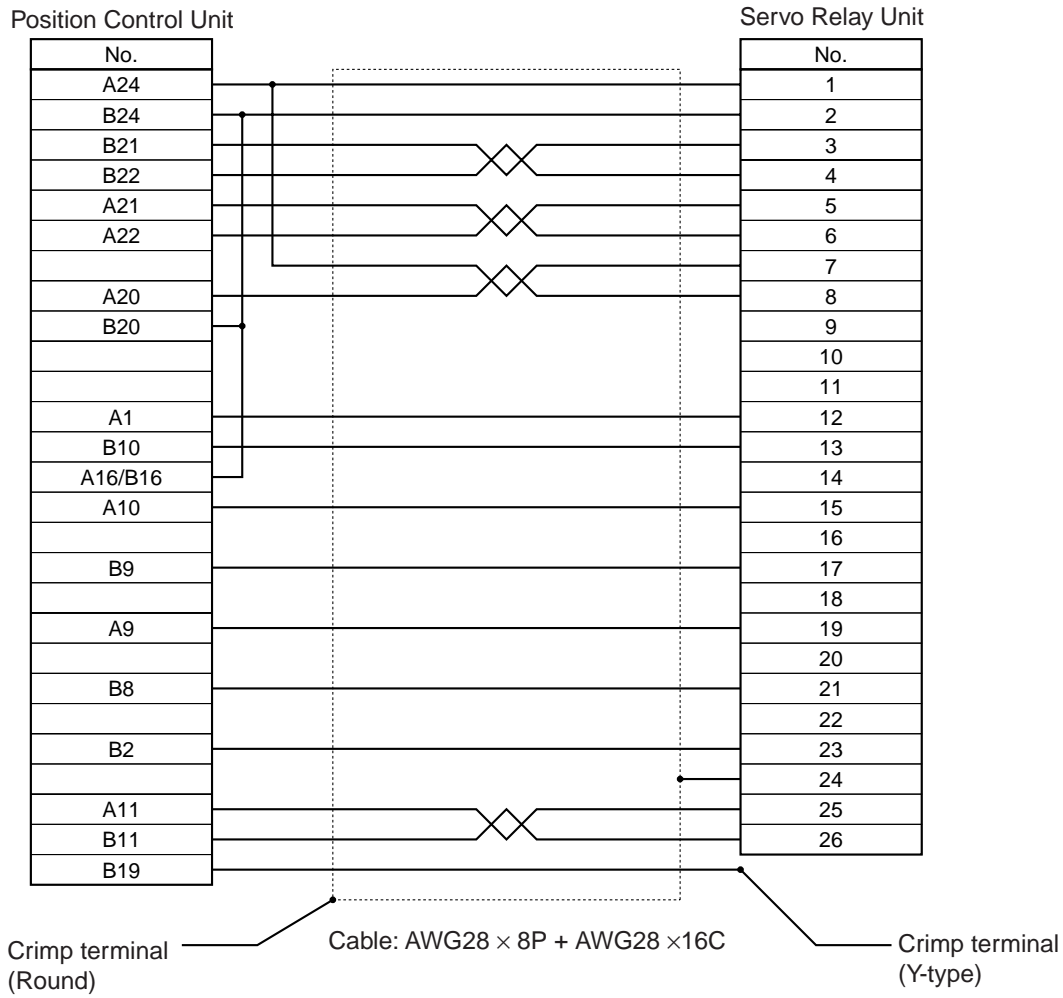 Position Control Unit
Servo Relay Unit
No.
No.
A24
1
B24
2
B21
3
B22
4
A21
5
A22
6
7
A20
8
B20
9
10
11
A1
12
B10
13
A16/B16
14
A10
15
16
B9
17
18
A9
19
20
B8
21
22
B2
23
24
A11
25
B11
26
B19
Crimp terminal
(Round)
Cable: AWG28 × 8P + AWG28 ×16C
Crimp terminal
(Y-type)